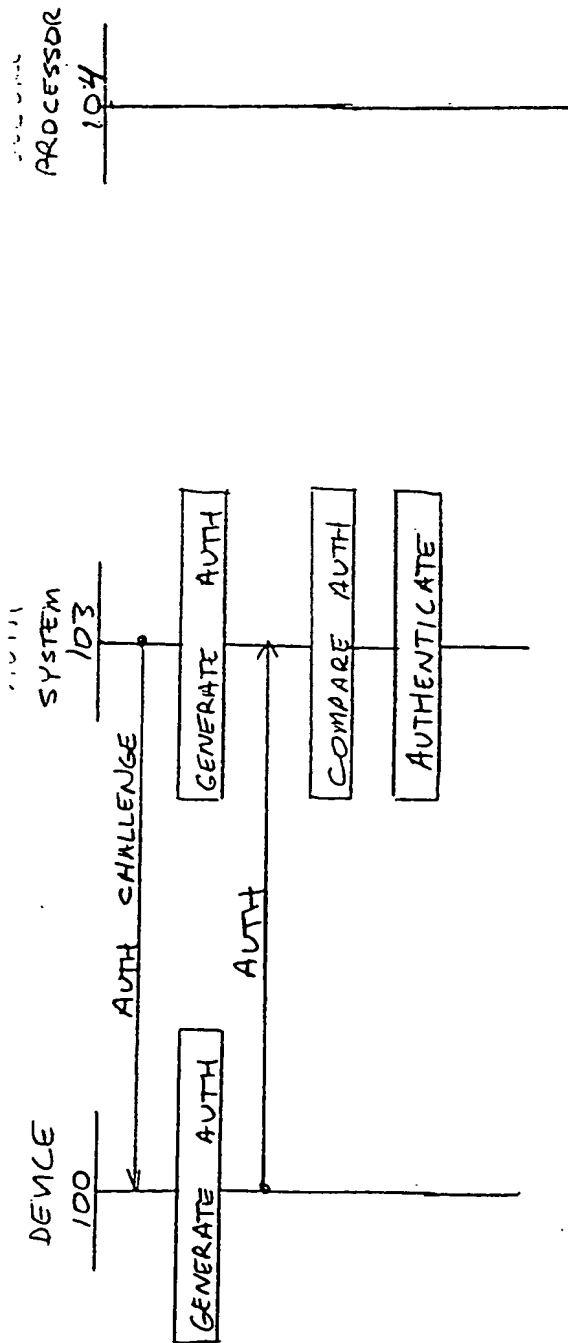 DEVICE
100
SYSTEM
103
PROCESSOR
104
AUTH CHALLENGE
GENERATE AUTH
GENERATE AUTH
AUTH
COMPARE AUTH
AUTHENTICATE